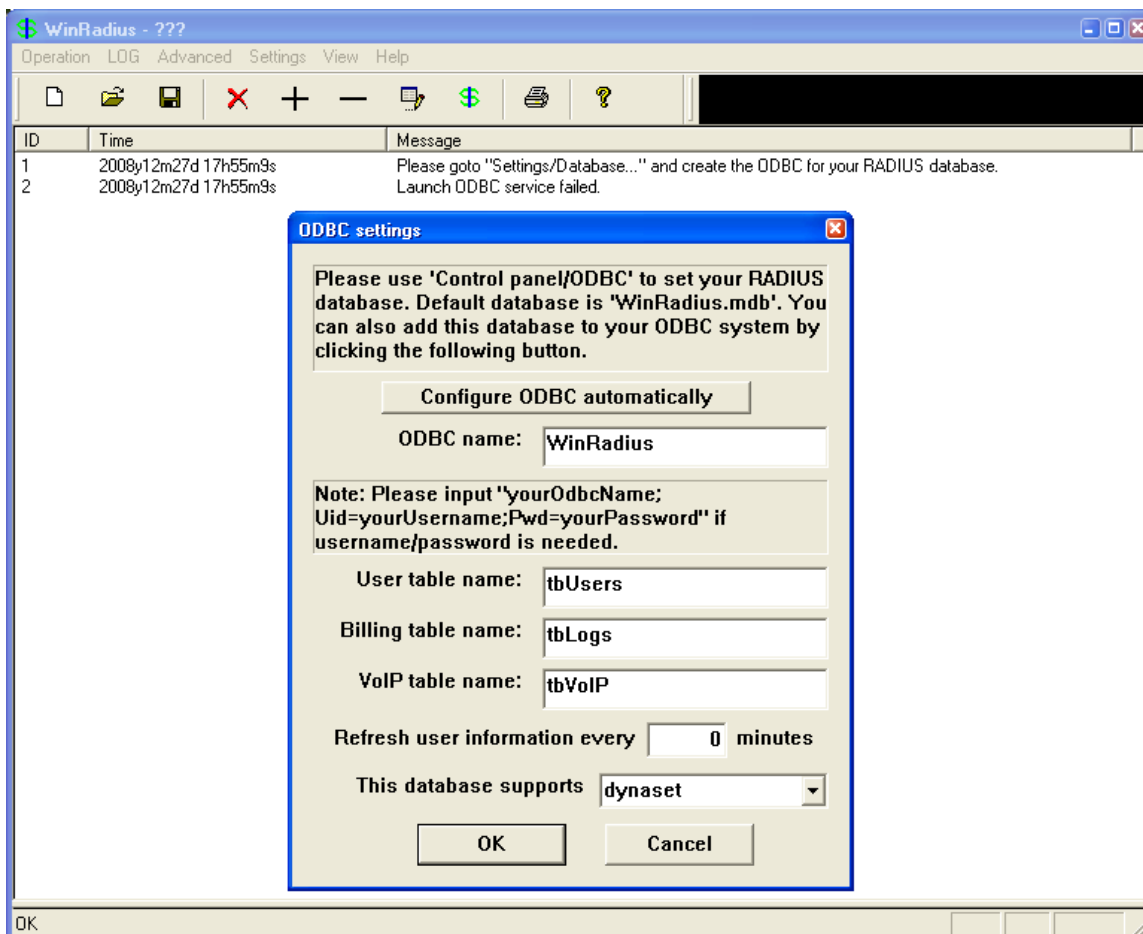 WinRadius - ???
Operation LOG Advanced Settings View Help
ID Time Message
1 2008y12m27d 17h55m9s Please goto "Settings/Database..." and create the ODBC for your RADIUS database.
2 2008y12m27d 17h55m9s Launch ODBC service failed.
ODBC settings
Please use 'Control panel/ODBC' to set your RADIUS
database. Default database is 'WinRadius.mdb'. You
can also add this database to your ODBC system by
clicking the following button.
Configure ODBC automatically
ODBC name: WinRadius
Note: Please input "yourOdbcName;
Uid=yourUsername;Pwd=yourPassword" if
username/password is needed.
User table name: tbUsers
Billing table name: tbLogs
VoIP table name: tbVoIP
Refresh user information every 0 minutes
This database supports dynaset
OK Cancel
OK